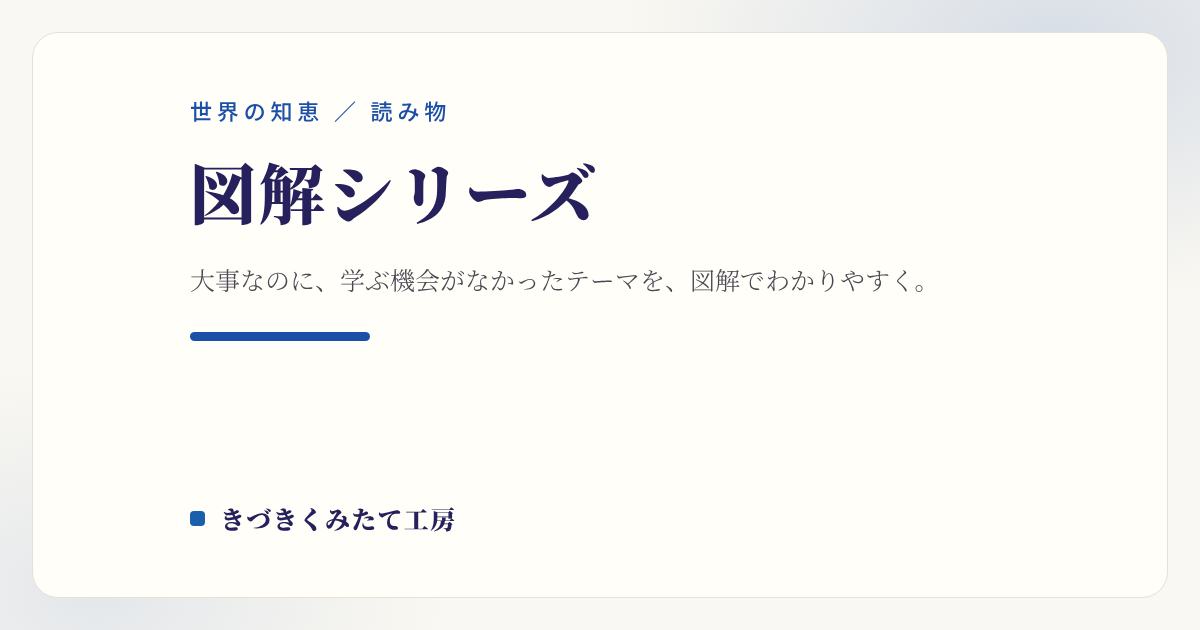 世界の知恵 ／ 読み物
図解シリーズ
大事なのに、学ぶ機会がなかったテーマを、図解でわかりやすく。
きづきくみたて工房